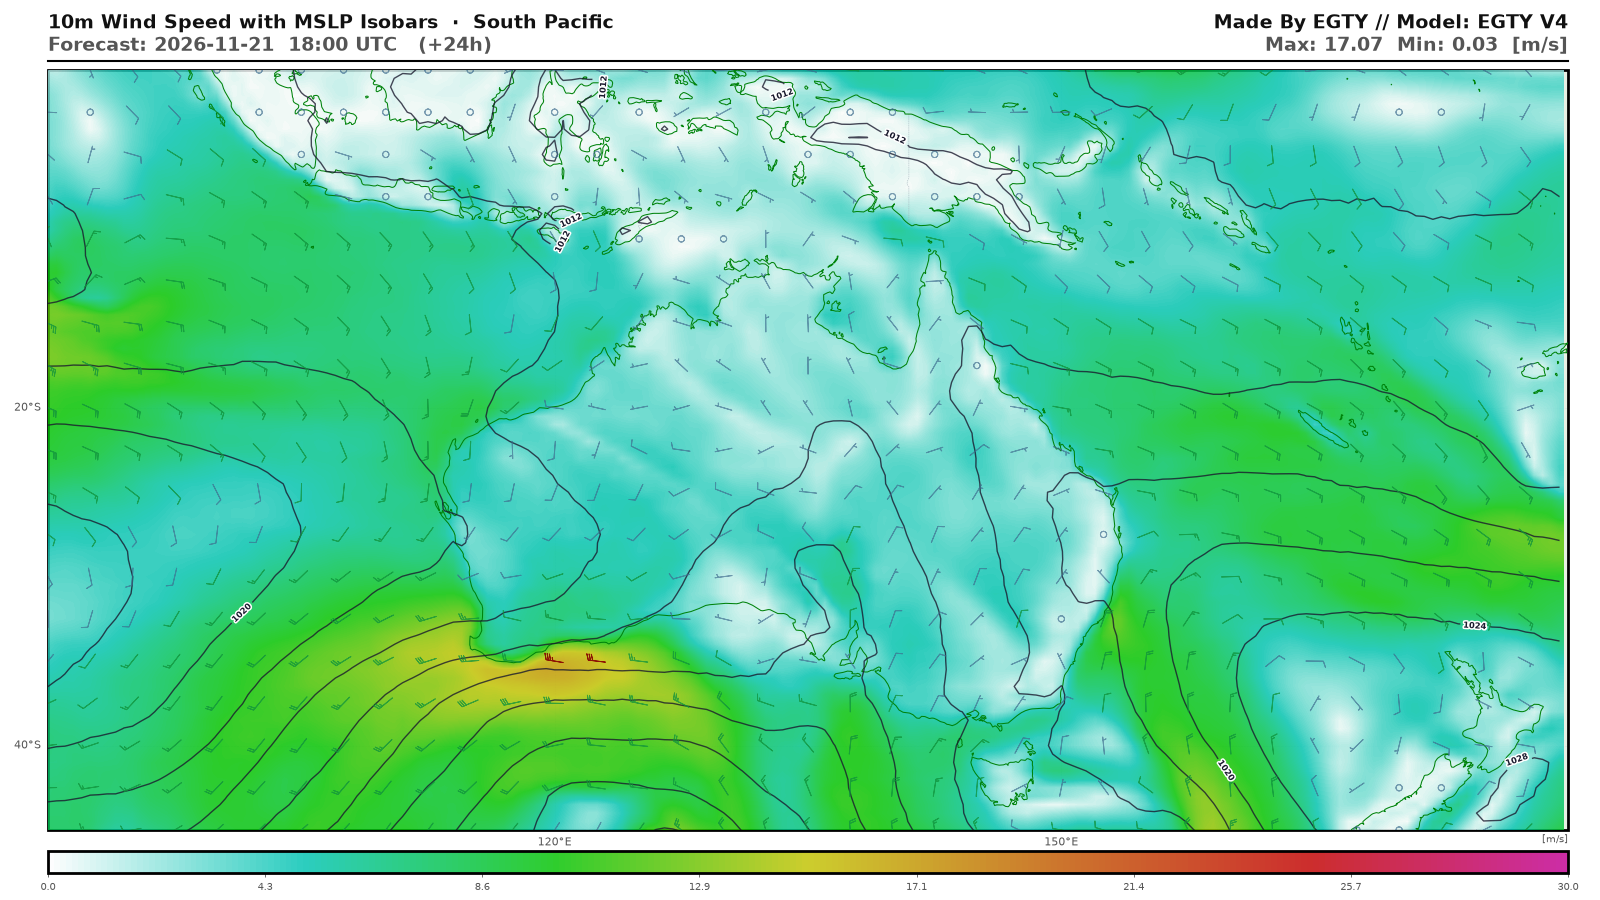 10m Wind Speed with MSLP Isobars · South Pacific
Made By EGTY // Model: EGTY V4
Forecast: 2026-11-21 18:00 UTC (+24h)
Max: 17.07 Min: 0.03 [m/s]
1012
1012
1012
1012
1012
20°S
1020
1024
40°S
1020
1028
120°E
150°E
[m/s]
0.0
4.3
8.6
12.9
17.1
21.4
25.7
30.0